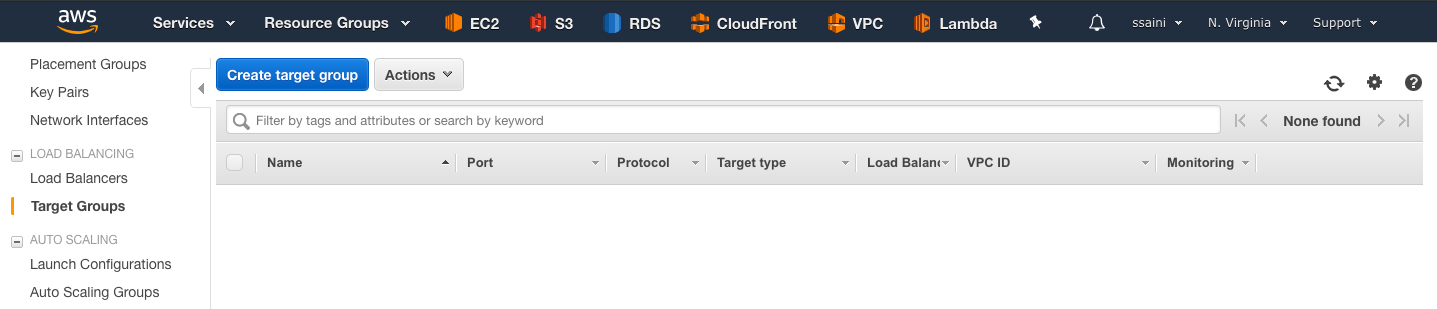 aws Services Resource Groups EC2 S3 RDS CloudFront VPC Lambda ssaini N. Virginia Support
Placement Groups
Key Pairs
Network Interfaces
LOAD BALANCING
Load Balancers
Target Groups
AUTO SCALING
Launch Configurations
Auto Scaling Groups
Create target group Actions
Filter by tags and attributes or search by keyword None found
Name Port Protocol Target type Load Balanc VPC ID Monitoring